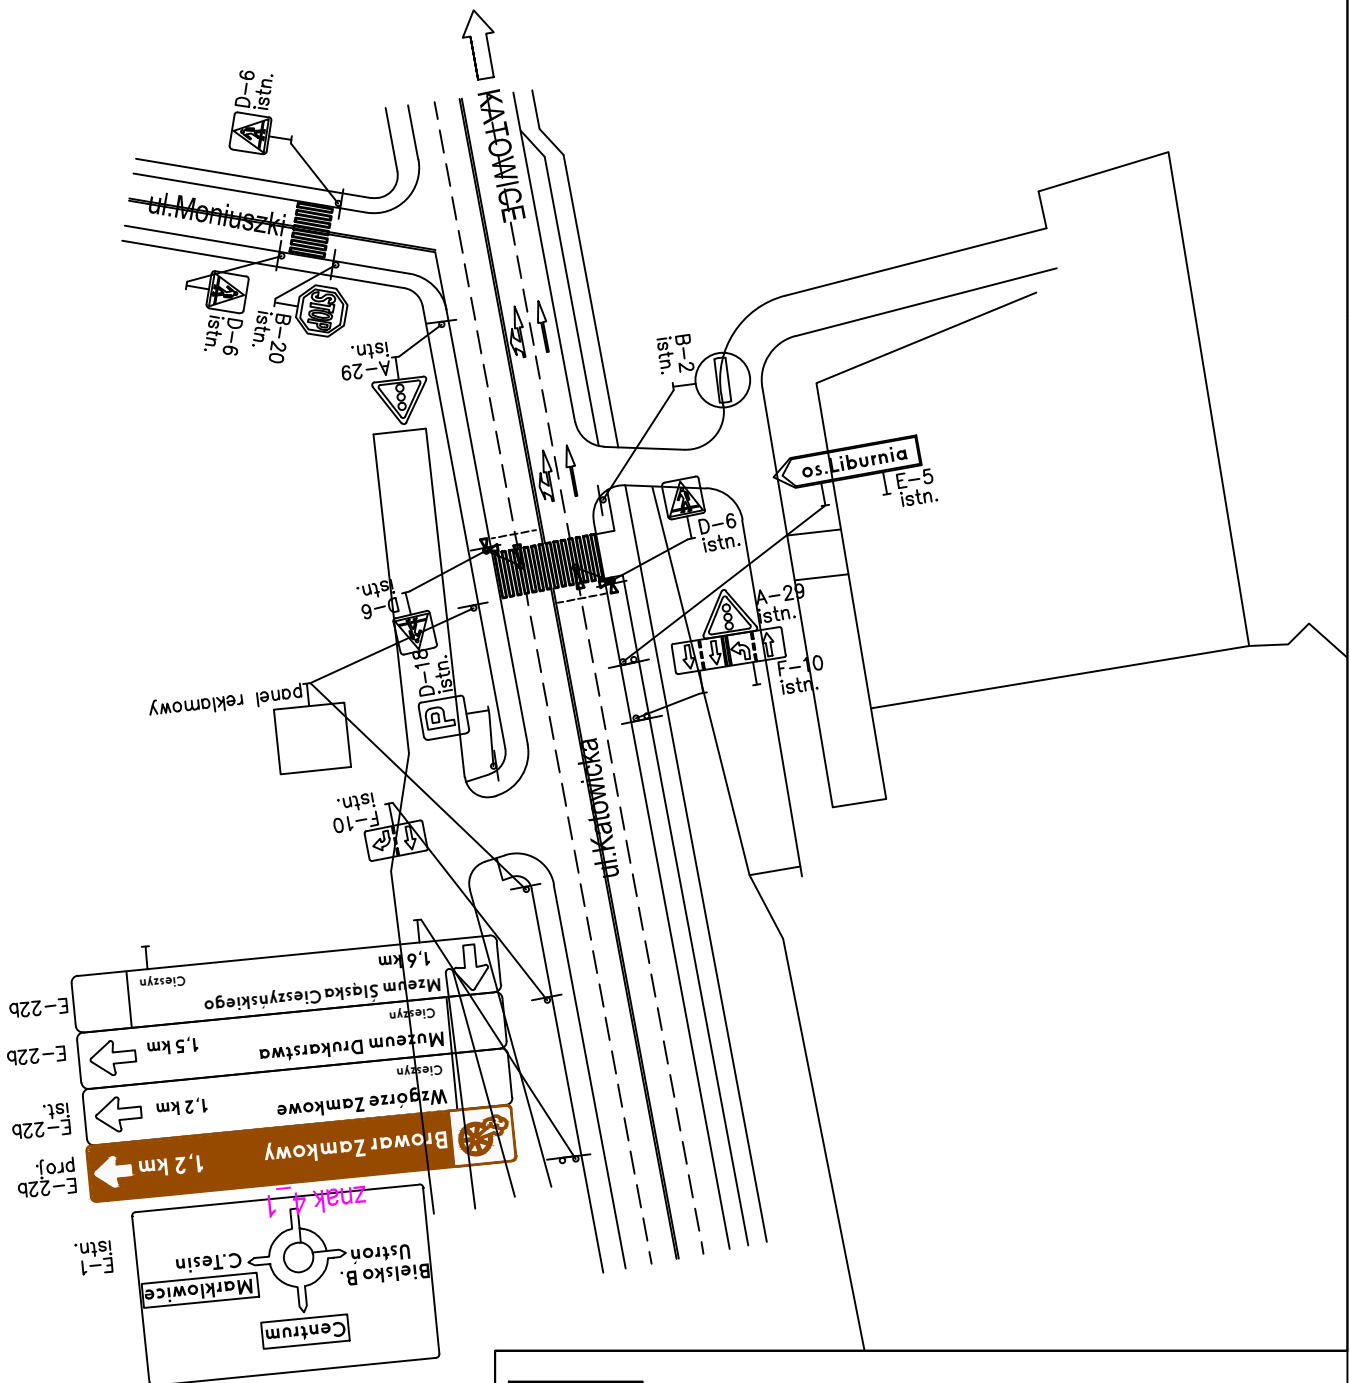 KATOWICE
D-6
istn.
ul.Moniuszki
D-6
istn.
B-20
istn.
STOP
A-29
istn.
B-2
istn.
os.Liburnia
E-5
istn.
D-6
istn.
D-6
istn.
A-29
istn.
F-10
istn.
D-18
istn.
P
panel reklamowy
ul.Katowicka
F-10
istn.
E-22b
Cieszyn
1,6 km
Mzeum Śląska Cieszyńskiego
E-22b
Cieszyn
Muzeum Drukarstwa
1,5 km
E-22b
ist.
Cieszyn
Wzgórze Zamkowe
1,2 km
E-22b
proj.
Browar Zamkowy
1,2 km
znak 4_1
E-1
istn.
C.Tesin
Marklowice
Ustroń
Bielsko B.
Centrum